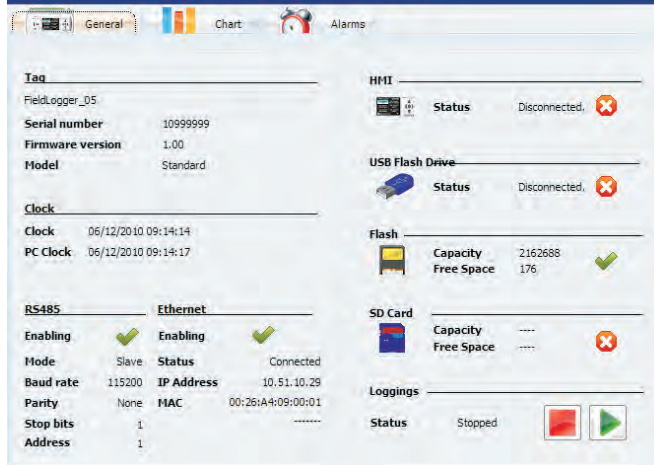 General Chart Alarms
Tag
FieldLogger_05
Serial number 10999999
Firmware version 1.00
Model Standard
Clock
Clock 06/12/2010 09:14:14
PC Clock 06/12/2010 09:14:17
RS485
Enabling
Mode Slave
Baud rate 115200
Parity None
Stop bits 1
Address 1
Ethernet
Enabling
Status Connected
IP Address 10.51.10.29
MAC 00:26:A4:09:00:01
-------
HMI
Status Disconnected.
USB Flash Drive
Status Disconnected.
Flash
Capacity 2162688
Free Space 176
SD Card
Capacity ----
Free Space ----
Loggings
Status Stopped